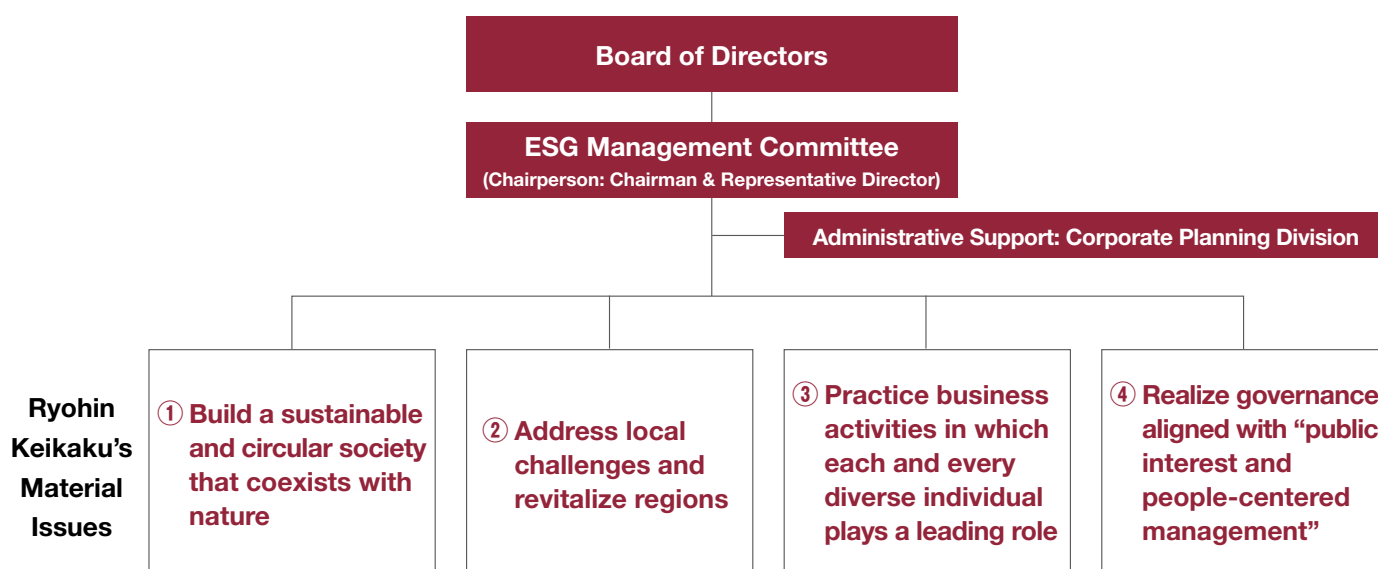 Board of Directors
ESG Management Committee
(Chairperson: Chairman & Representative Director)
Administrative Support: Corporate Planning Division
Ryohin
Keikaku’s
Material
Issues
① Build a sustainable
and circular society
that coexists with
nature
② Address local
challenges and
revitalize regions
③ Practice business
activities in which
each and every
diverse individual
plays a leading role
④ Realize governance
aligned with “public
interest and
people-centered
management”